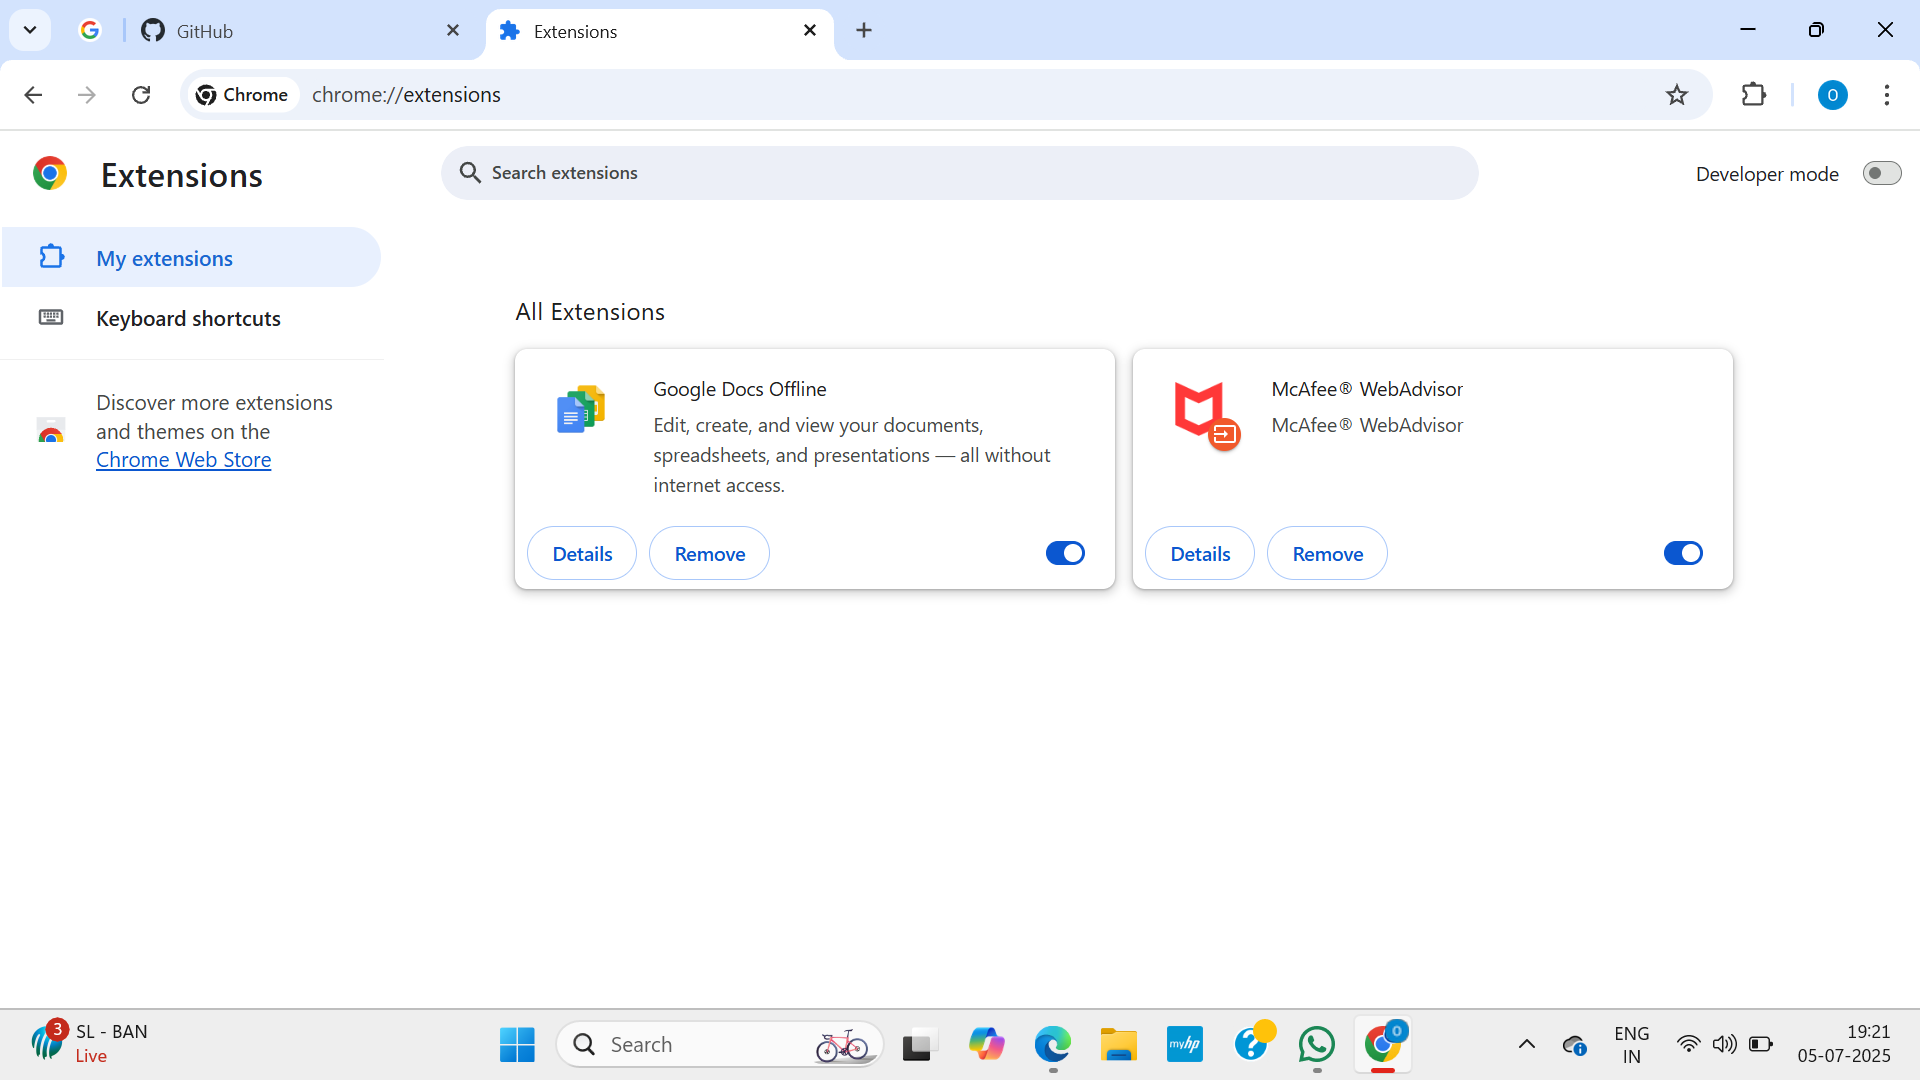 GitHub
Extensions
Chrome
chrome://extensions
O
Extensions
Search extensions
Developer mode
My extensions
Keyboard shortcuts
Discover more extensions
and themes on the
Chrome Web Store
All Extensions
Google Docs Offline
Edit, create, and view your documents,
spreadsheets, and presentations — all without
internet access.
Details
Remove
McAfee® WebAdvisor
McAfee® WebAdvisor
Details
Remove
3
SL - BAN
Live
Search
myhp
O
ENG
IN
19:21
05-07-2025